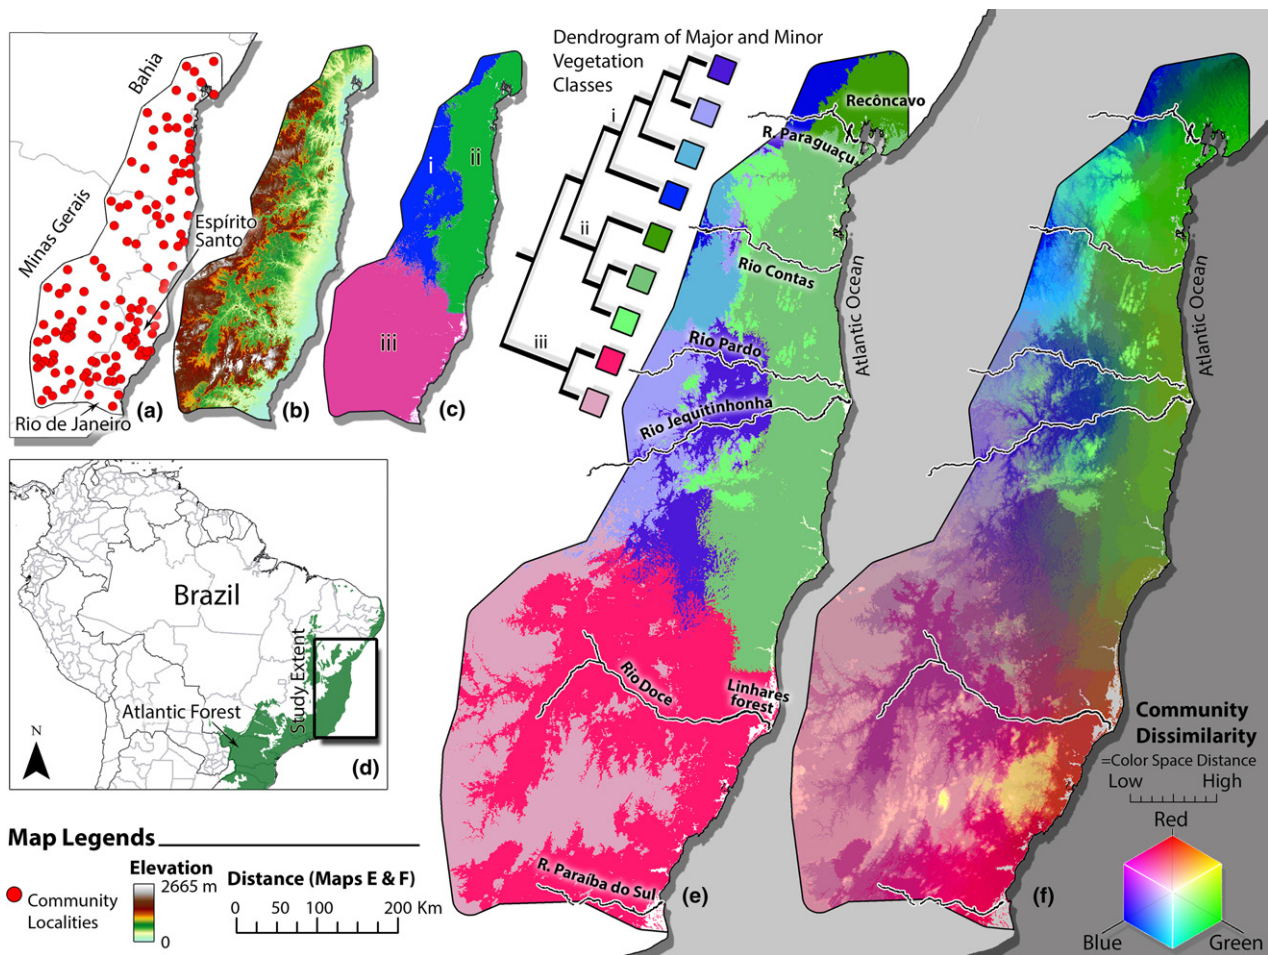 Bahia
Minas Gerais
Espírito
Santo
Rio de Janeiro
(a)
(b)
i
ii
iii
(c)
Dendrogram of Major and Minor
Vegetation
Classes
i
ii
iii
Recôncavo
R. Paraguaçu
Rio Contas
Rio Pardo
Rio Jequitinhonha
Atlantic Ocean
Rio Doce
Linhares
forest
R. Paraíba do Sul
(e)
Atlantic Ocean
(f)
Brazil
Study Extent
Atlantic Forest
N
(d)
Map Legends
Community
Localities
Elevation
2665 m
0
Distance (Maps E & F)
0 50 100 200 Km
Community
Dissimilarity
=Color Space Distance
Low High
Red
Blue Green